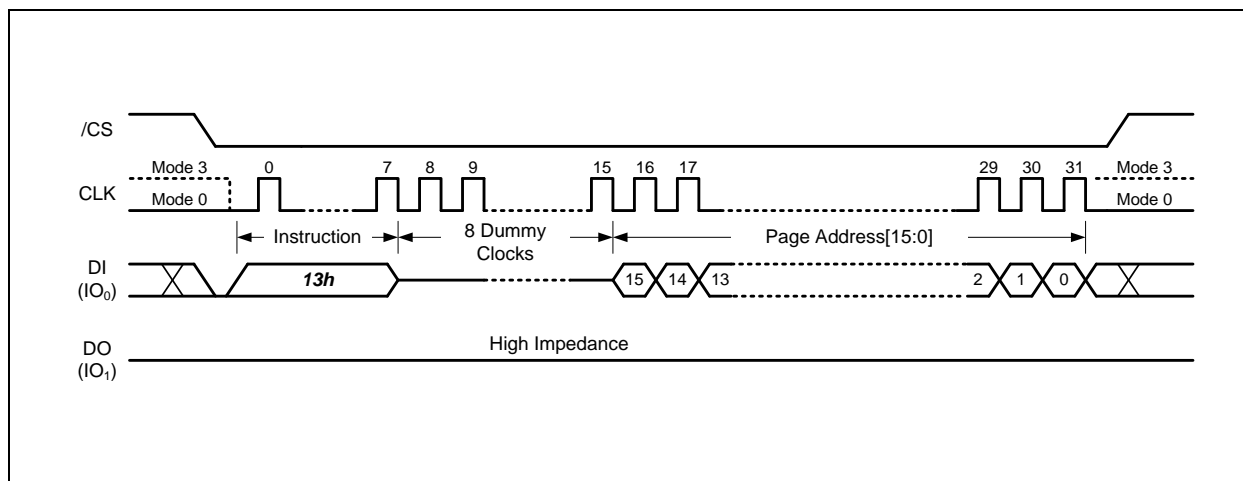 /CS
Mode 3 0 7 8 9 15 16 17 29 30 31 Mode 3
CLK
Mode 0 Mode 0
Instruction 8 Dummy Clocks Page Address[15:0]
DI
(IO0)
13h 15 14 13 2 1 0
High Impedance
DO
(IO1)